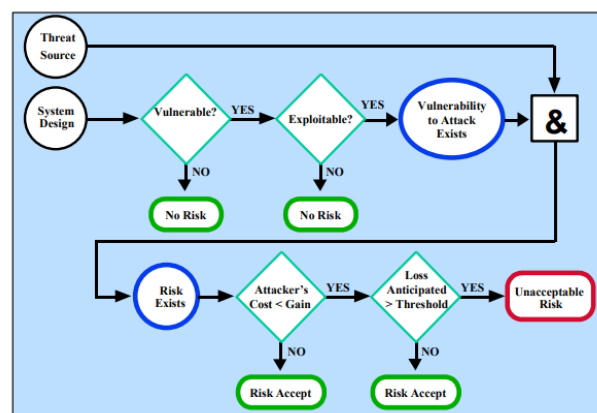 Threat
Source
System
Design
Vulnerable?
YES
Exploitable?
YES
Vulnerability
to Attack
Exists
&
NO
NO
No Risk
No Risk
Risk
Exists
Attacker's
Cost < Gain
YES
Loss
Anticipated
> Threshold
YES
Unacceptable
Risk
NO
NO
Risk Accept
Risk Accept